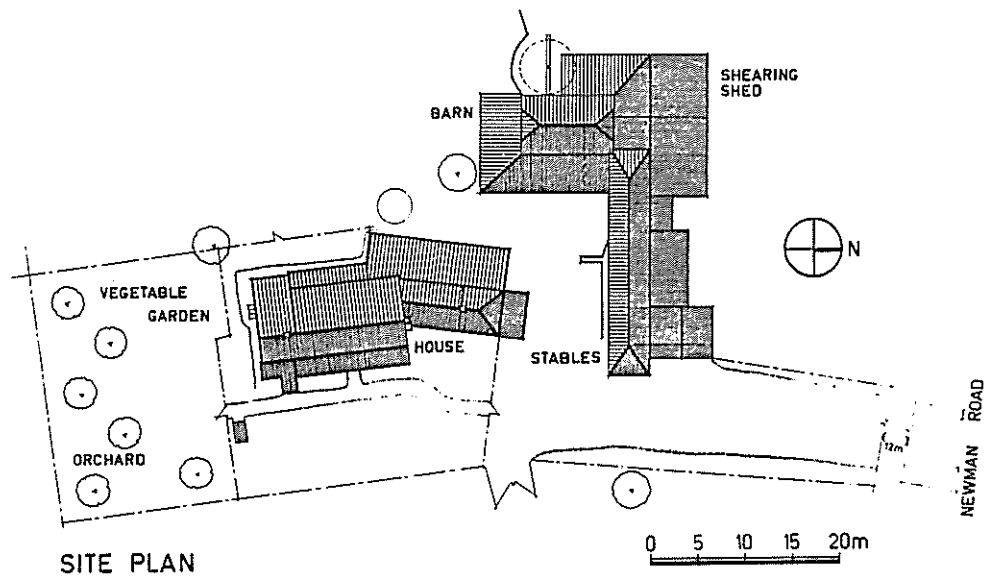 SHEARING
SHED
BARN
N
VEGETABLE
GARDEN
HOUSE
STABLES
ORCHARD
12m
NEWMAN ROAD
0 5 10 15 20m
SITE PLAN